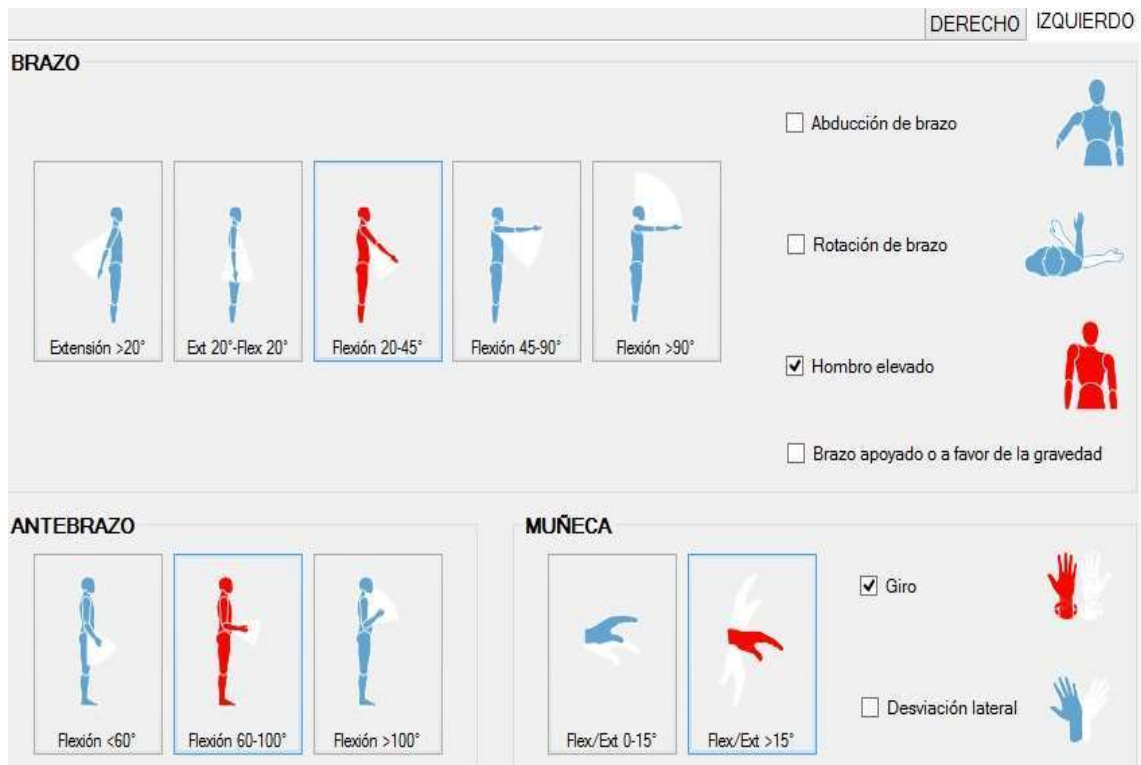 DERECHO IZQUIERDO
BRAZO
Abducción de brazo
Rotación de brazo
Extensión >20° Ext 20°-Flex 20° Flexión 20-45° Flexión 45-90° Flexión >90°
Hombro elevado
Brazo apoyado o a favor de la gravedad
ANTEBRAZO
Flexión <60° Flexión 60-100° Flexión >100°
MUÑECA
Giro
Desviación lateral
Flex/Ext 0-15° Flex/Ext >15°